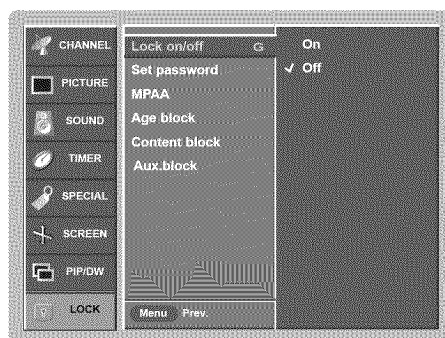 CHANNEL
PICTURE
SOUND
TIMER
SPECIAL
SCREEN
PIP/DW
LOCK
Lock on/off G
Set password
MPAA
Age block
Content block
Aux.block
Menu Prev.
On
✓ Off